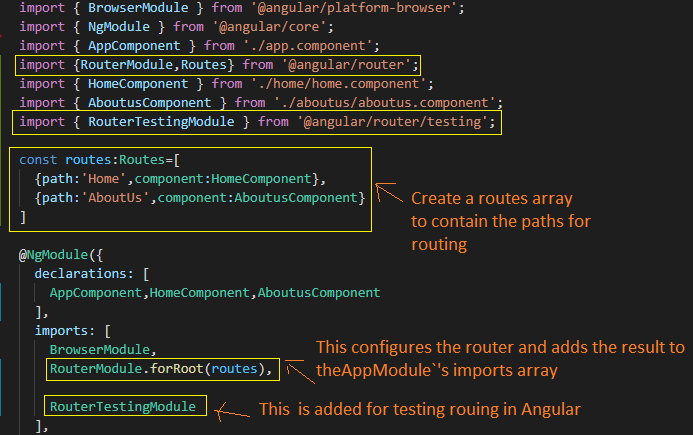 import { BrowserModule } from '@angular/platform-browser';
import { NgModule } from '@angular/core';
import { AppComponent } from './app.component';
import {RouterModule,Routes} from '@angular/router';
import { HomeComponent } from './home/home.component';
import { AboutusComponent } from './aboutus/aboutus.component';
import { RouterTestingModule } from '@angular/router/testing';
const routes:Routes=[
{path:'Home',component:HomeComponent},
{path:'AboutUs',component:AboutusComponent}
]
Create a routes array
to contain the paths for
routing
@NgModule({
declarations: [
AppComponent,HomeComponent,AboutusComponent
],
imports: [
BrowserModule,
RouterModule.forRoot(routes),
This configures the router and adds the result to
theAppModule`'s imports array
RouterTestingModule
This is added for testing rouing in Angular
],